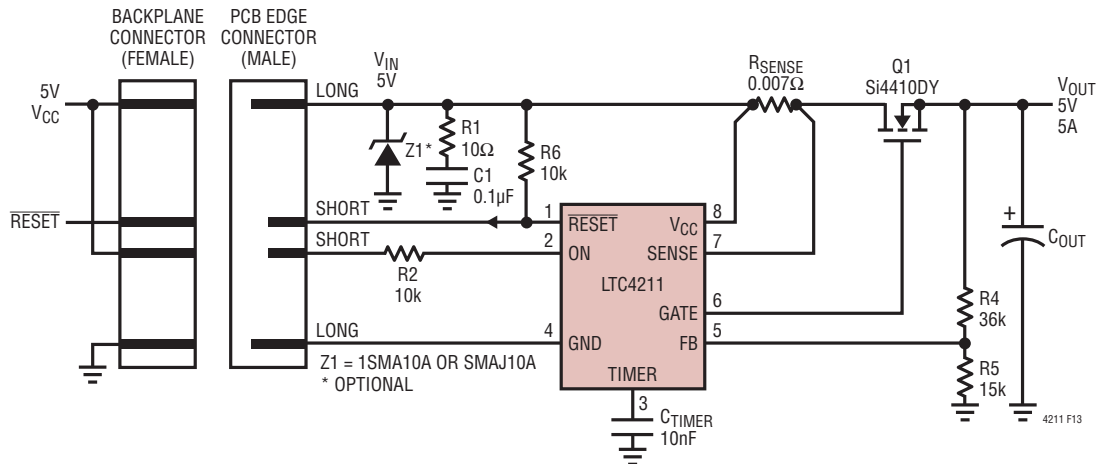 BACKPLANE
CONNECTOR
(FEMALE)
PCB EDGE
CONNECTOR
(MALE)
5V
VCC
RESET
LONG
SHORT
SHORT
LONG
VIN
5V
Z1*
R1
10Ω
C1
0.1µF
R6
10k
R2
10k
RSENSE
0.007Ω
Q1
Si4410DY
VOUT
5V
5A
1
2
4
8
7
6
5
3
RESET
ON
GND
VCC
SENSE
LTC4211
GATE
FB
TIMER
CTIMER
10nF
R4
36k
R5
15k
+
COUT
Z1 = 1SMA10A OR SMAJ10A
* OPTIONAL
4211 F13